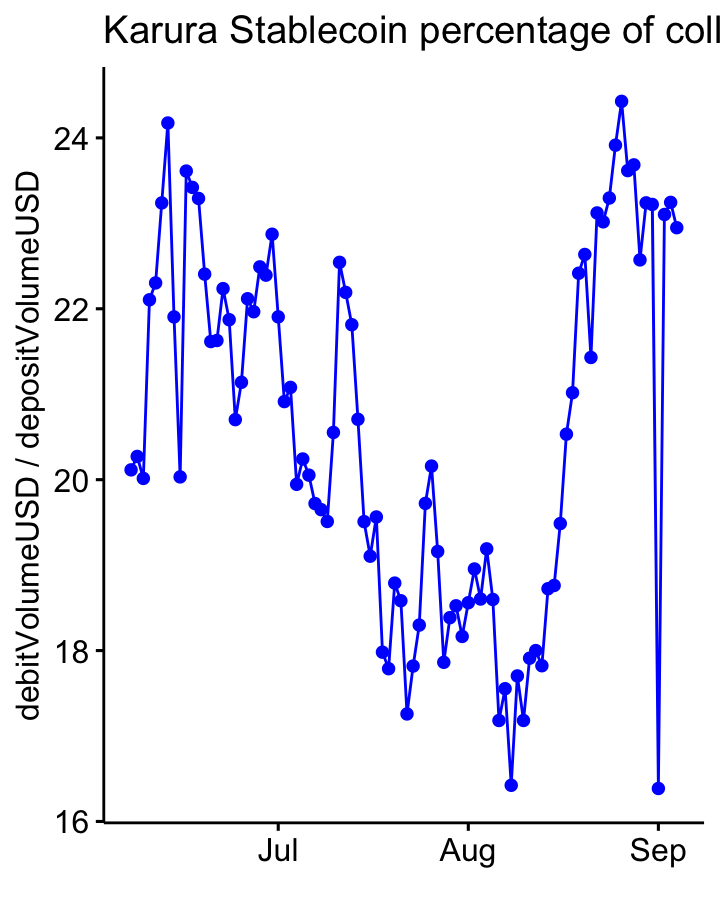 Karura Stablecoin percentage of coll
debitVolumeUSD / depositVolumeUSD
24
22
20
18
16
Jul Aug Sep